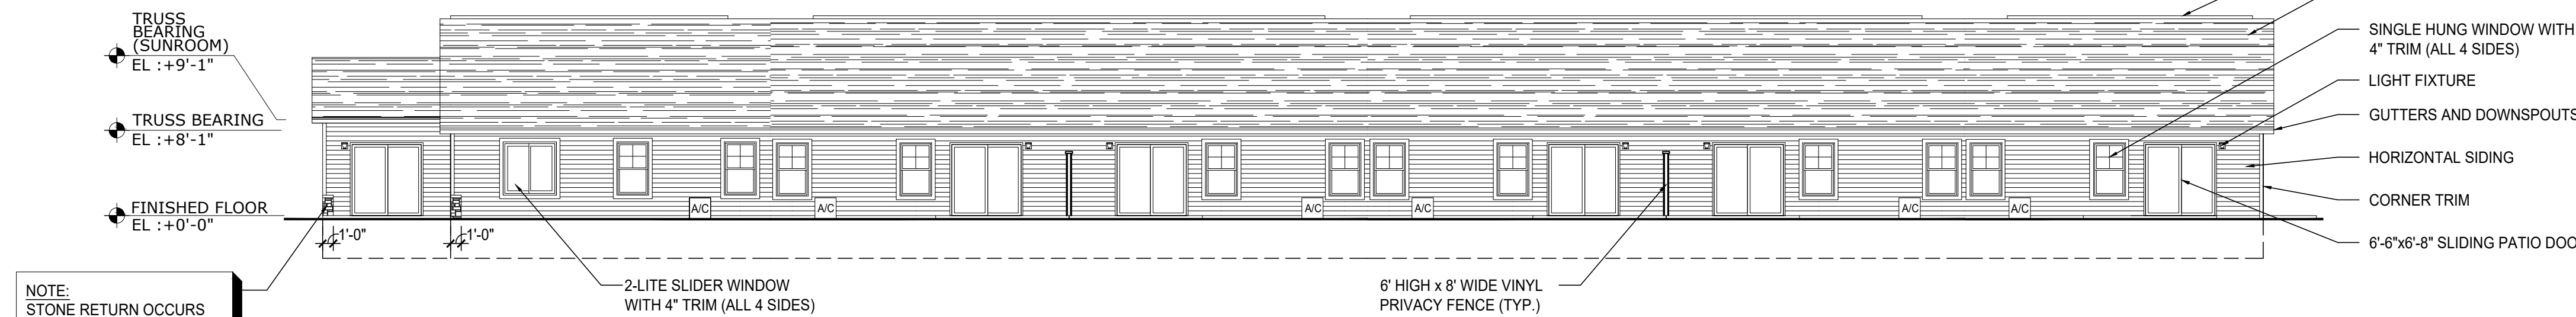 TRUSS
BEARING
(SUNROOM)
EL :+9'-1"
TRUSS BEARING
EL :+8'-1"
FINISHED FLOOR
EL :+0'-0"
1'-0"
1'-0"
A/C
A/C
A/C
A/C
A/C
A/C
NOTE:
STONE RETURN OCCURS
2-LITE SLIDER WINDOW
WITH 4" TRIM (ALL 4 SIDES)
6' HIGH x 8' WIDE VINYL
PRIVACY FENCE (TYP.)
SINGLE HUNG WINDOW WITH
4" TRIM (ALL 4 SIDES)
LIGHT FIXTURE
GUTTERS AND DOWNSPOUTS
HORIZONTAL SIDING
CORNER TRIM
6'-6"x6'-8" SLIDING PATIO DOO